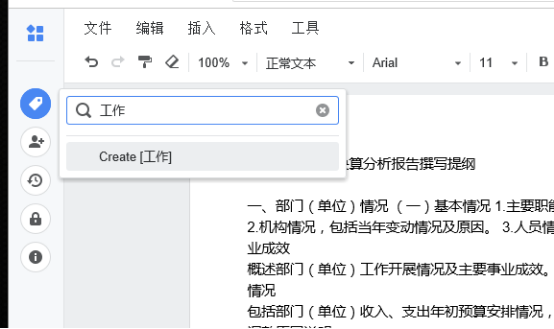 文件 编辑 插入 格式 工具
100% 正常文本 Arial 11 B
工作
Create [工作]
算分析报告撰写提纲
一、部门（单位）情况 （一）基本情况 1.主要职能
2.机构情况，包括当年变动情况及原因。 3.人员情
业成效
概述部门（单位）工作开展情况及主要事业成效。
情况
包括部门（单位）收入、支出年初预算安排情况，